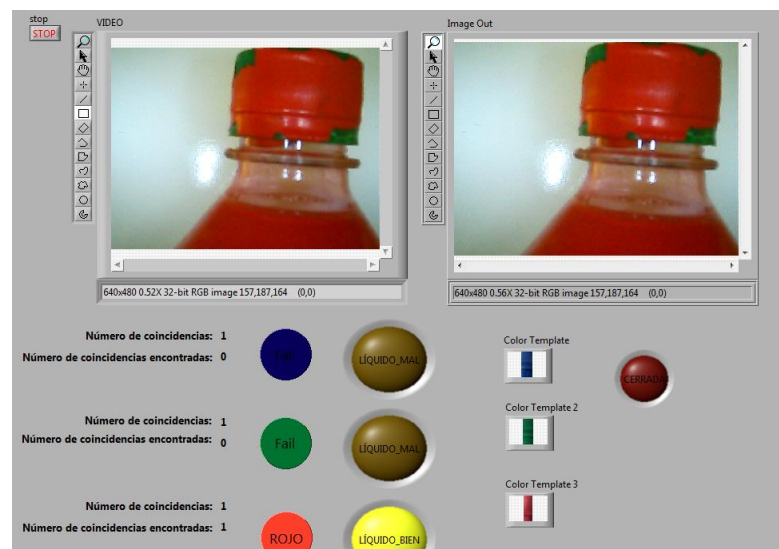 stop
STOP
VIDEO
Image Out
640x480 0.52X 32-bit RGB image 157,187,164 (0,0)
640x480 0.56X 32-bit RGB image 157,187,164 (0,0)
Número de coincidencias: 1
Número de coincidencias encontradas: 0
Fail
LÍQUIDO_MAL
Color Template
CERRADA
Número de coincidencias: 1
Número de coincidencias encontradas: 0
Fail
LÍQUIDO_MAL
Color Template 2
Número de coincidencias: 1
Número de coincidencias encontradas: 1
ROJO
LÍQUIDO_BIEN
Color Template 3